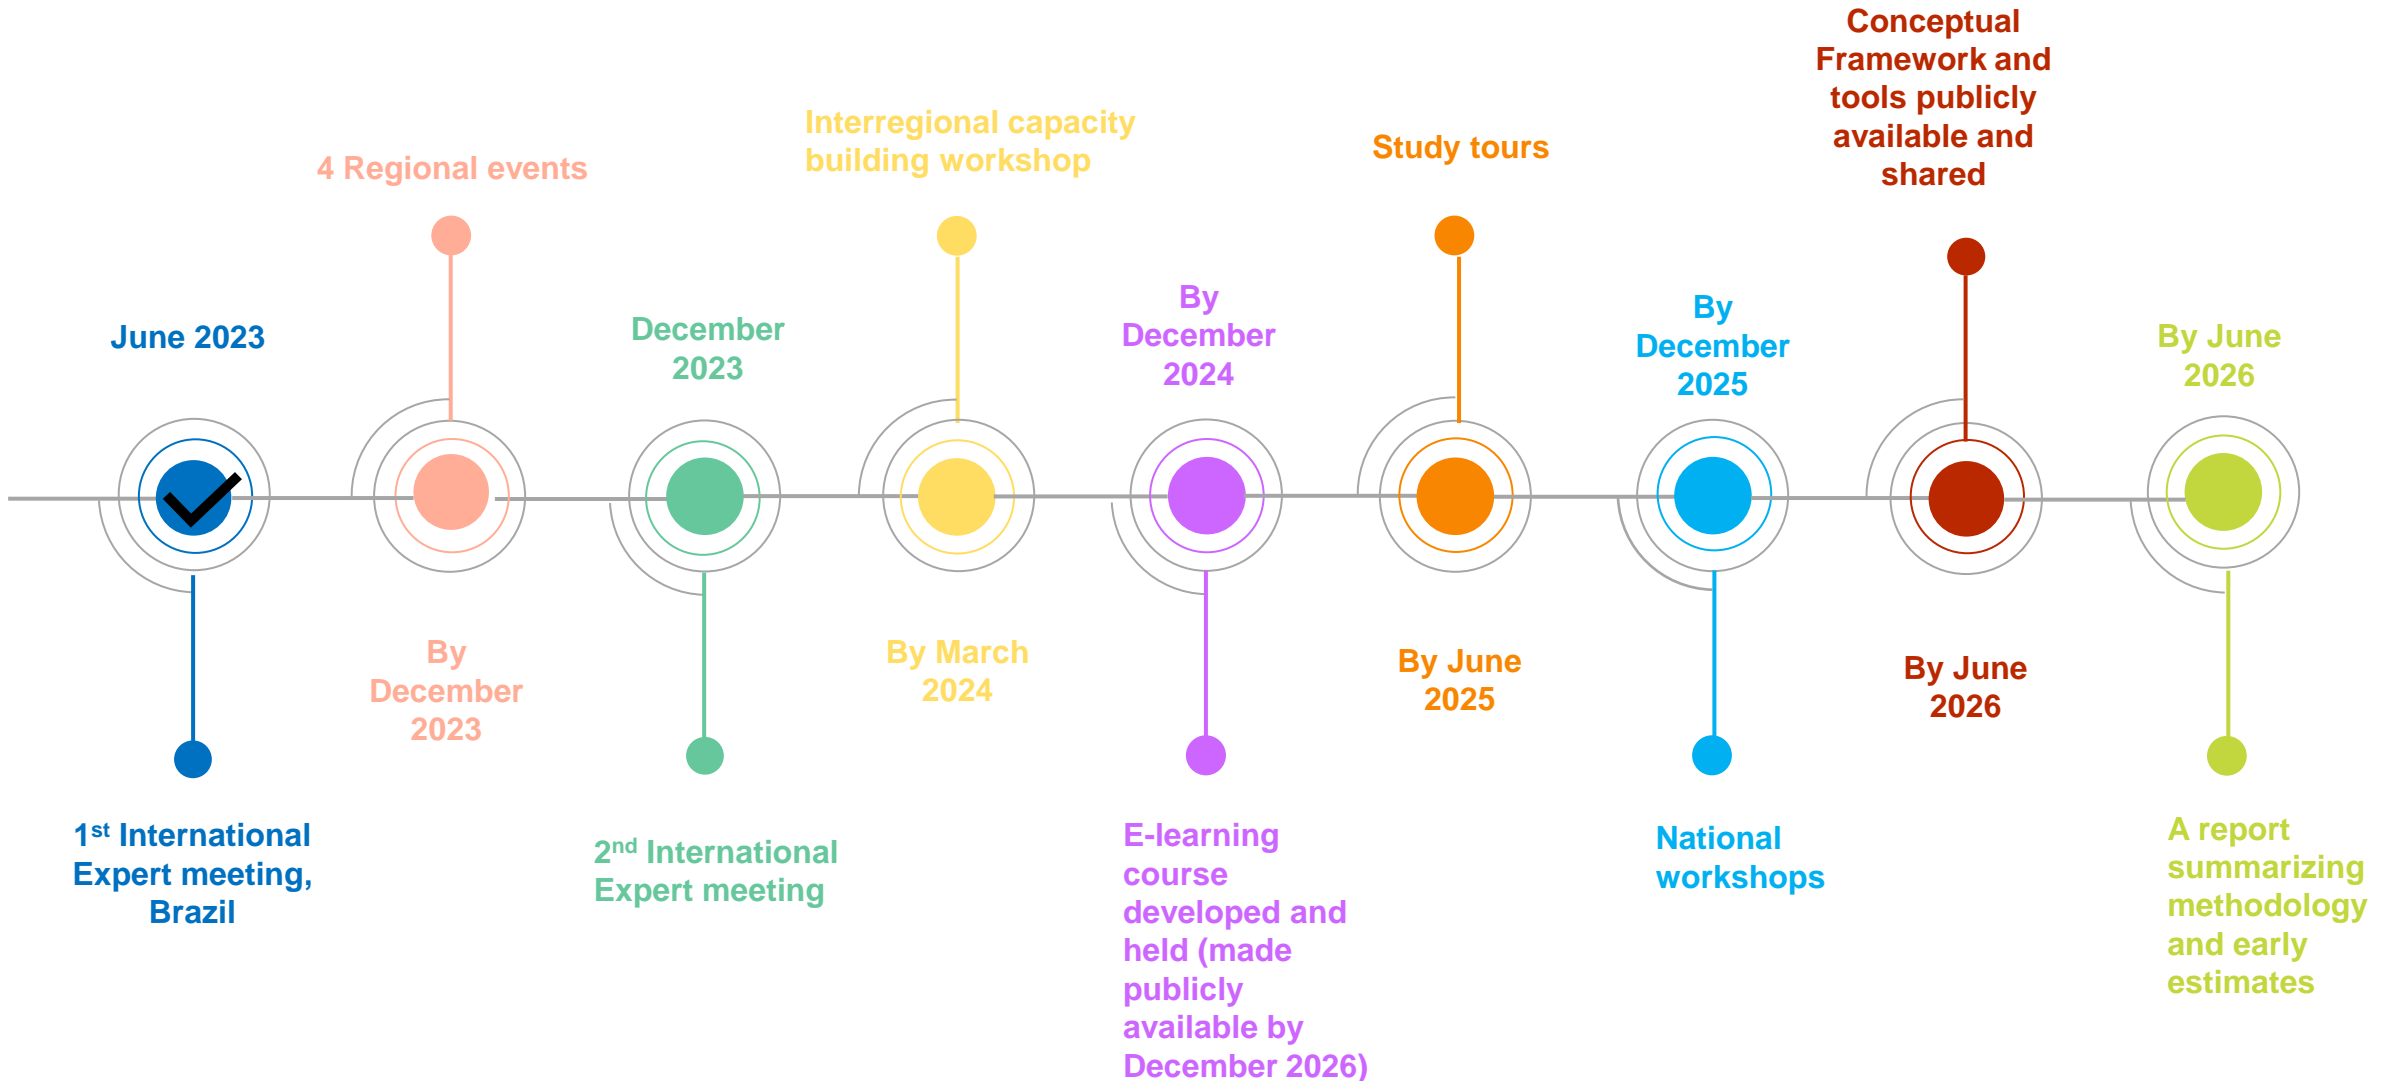 June 2023
1st International
Expert meeting,
Brazil
4 Regional events
By
December
2023
December
2023
2nd International
Expert meeting
Interregional capacity
building workshop
By March
2024
By
December
2024
E-learning
course
developed and
held (made
publicly
available by
December 2026)
Study tours
By June
2025
By
December
2025
National
workshops
Conceptual
Framework and
tools publicly
available and
shared
By June
2026
By June
2026
A report
summarizing
methodology
and early
estimates